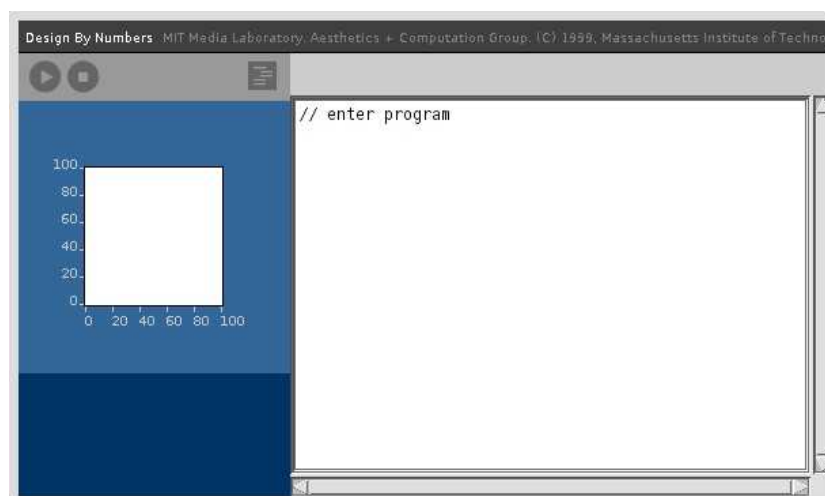 Design By Numbers MIT Media Laboratory. Aesthetics + Computation Group. (C) 1999, Massachusetts Institute of Techno
// enter program
100
80
60
40
20
0
0 20 40 60 80 100